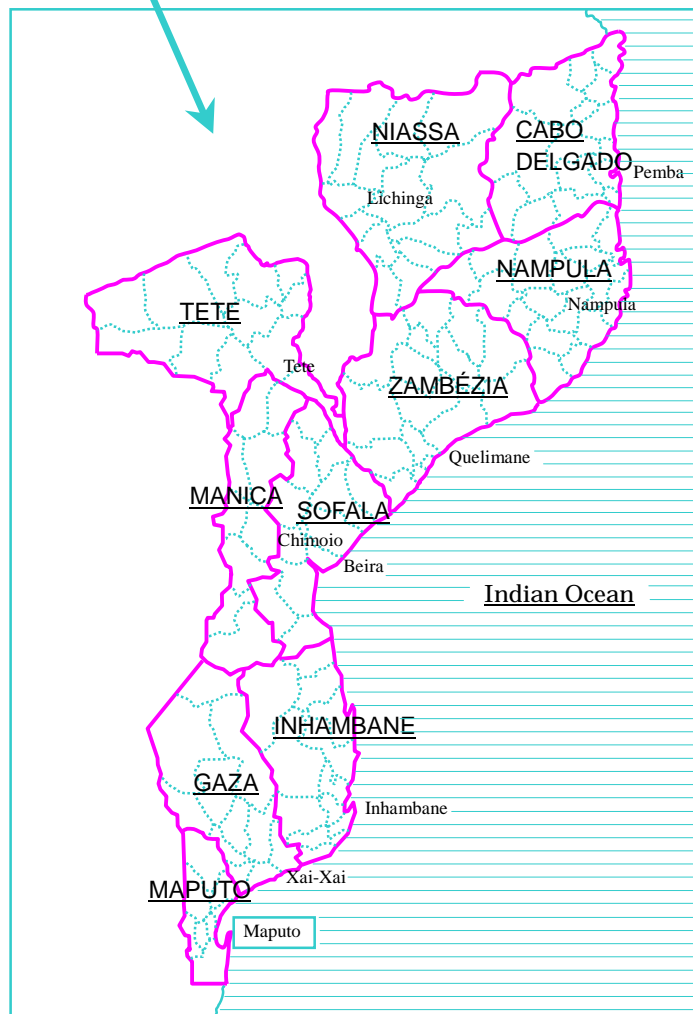 NIASSA
CABO
DELGADO
Pemba
Lichinga
NAMPULA
Nampula
TETE
Tete
ZAMBÉZIA
Quelimane
MANICA
SOFALA
Chimoio
Beira
Indian Ocean
INHAMBANE
GAZA
Inhambane
Xai-Xai
MAPUTO
Maputo